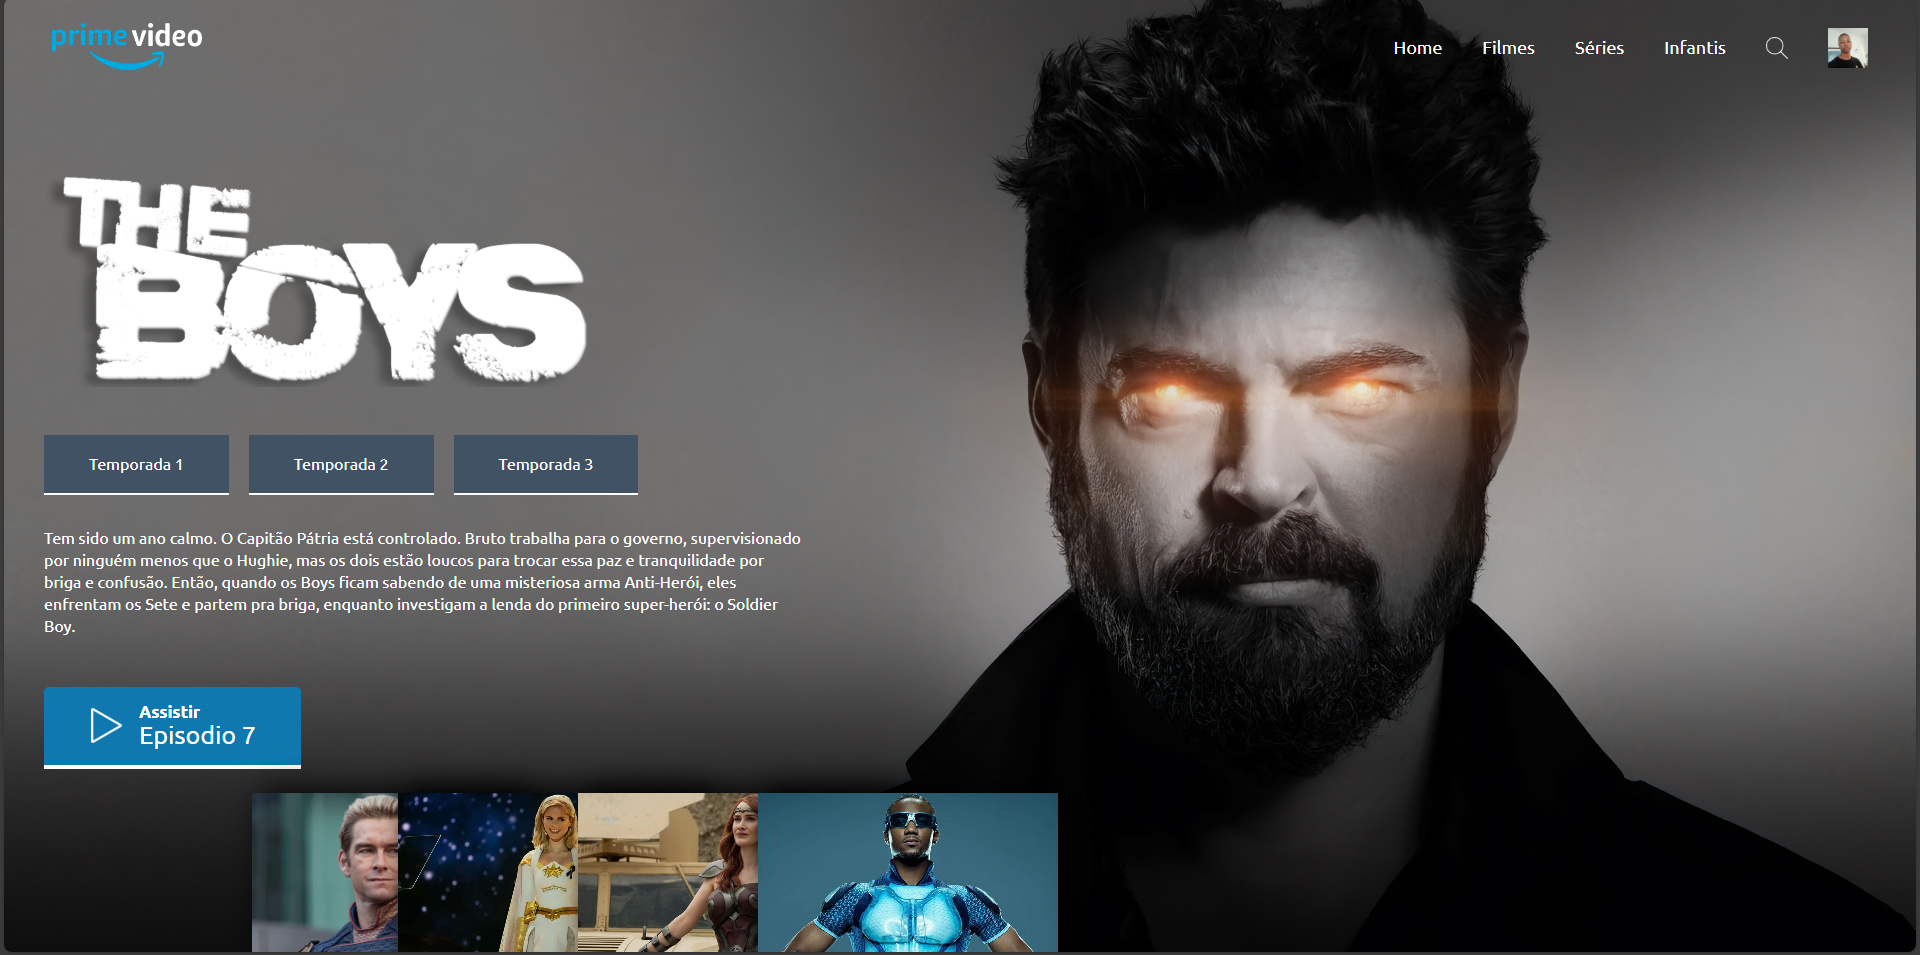 prime video
Home Filmes Séries Infantis
THE
BOYS
Temporada 1 Temporada 2 Temporada 3
Tem sido um ano calmo. O Capitão Pátria está controlado. Bruto trabalha para o governo, supervisionado
por ninguém menos que o Hughie, mas os dois estão loucos para trocar essa paz e tranquilidade por
briga e confusão. Então, quando os Boys ficam sabendo de uma misteriosa arma Anti-Herói, eles
enfrentam os Sete e partem pra briga, enquanto investigam a lenda do primeiro super-herói: o Soldier
Boy.
Assistir
Episodio 7